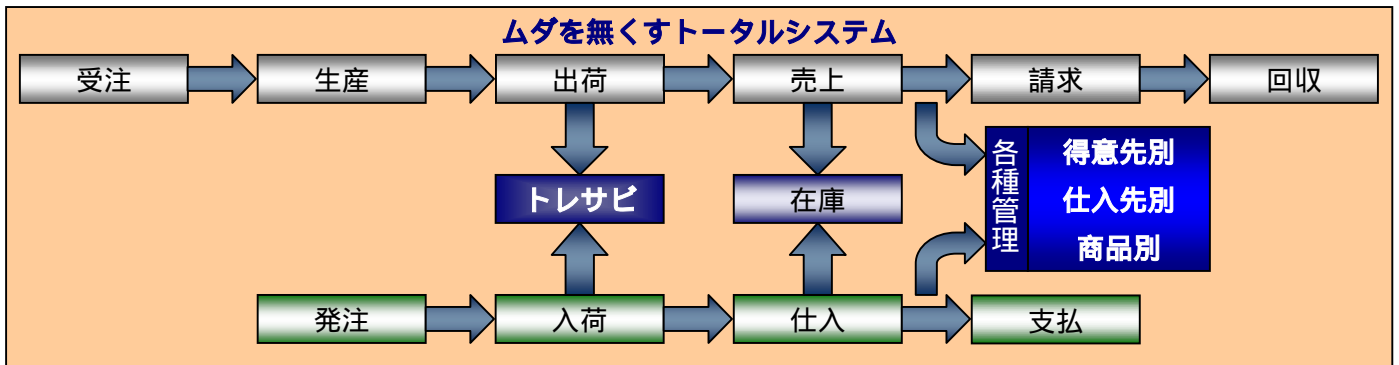 ムダを無くすトータルシステム
受注
生産
出荷
売上
請求
回収
トレサビ
在庫
各種管理
得意先別
仕入先別
商品別
発注
入荷
仕入
支払